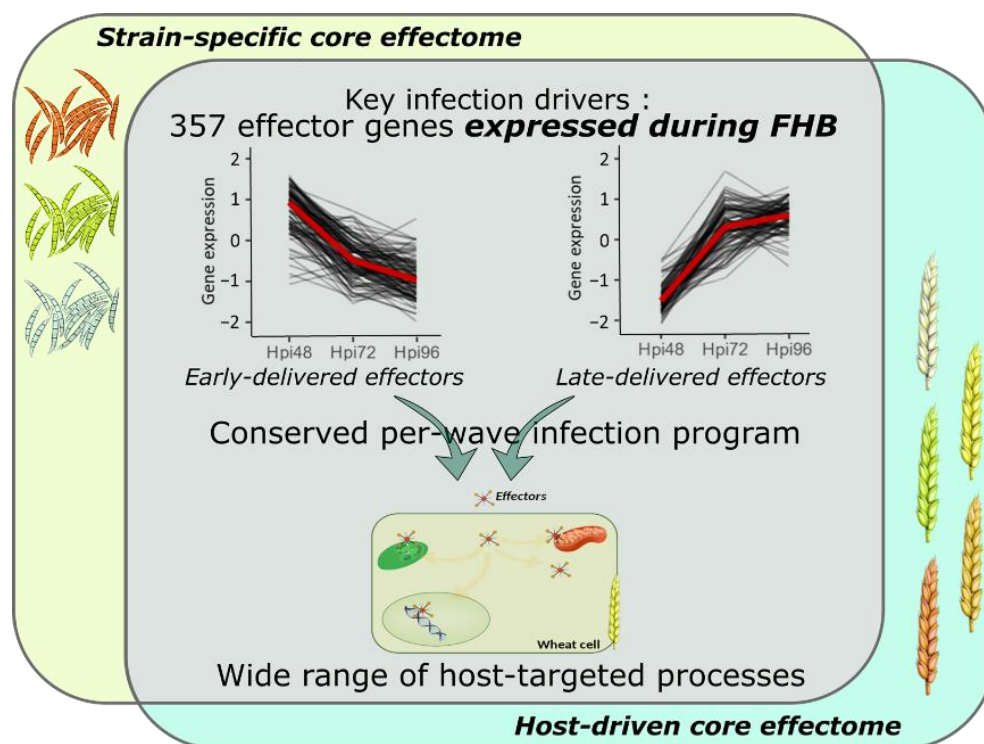 Strain-specific core effectome
Key infection drivers :
357 effector genes expressed during FHB
Gene expression
2
1
0
−1
−2
Hpi48 Hpi72 Hpi96
Early-delivered effectors
Gene expression
2
1
0
−1
−2
Hpi48 Hpi72 Hpi96
Late-delivered effectors
Conserved per-wave infection program
Effectors
Wheat cell
Wide range of host-targeted processes
Host-driven core effectome